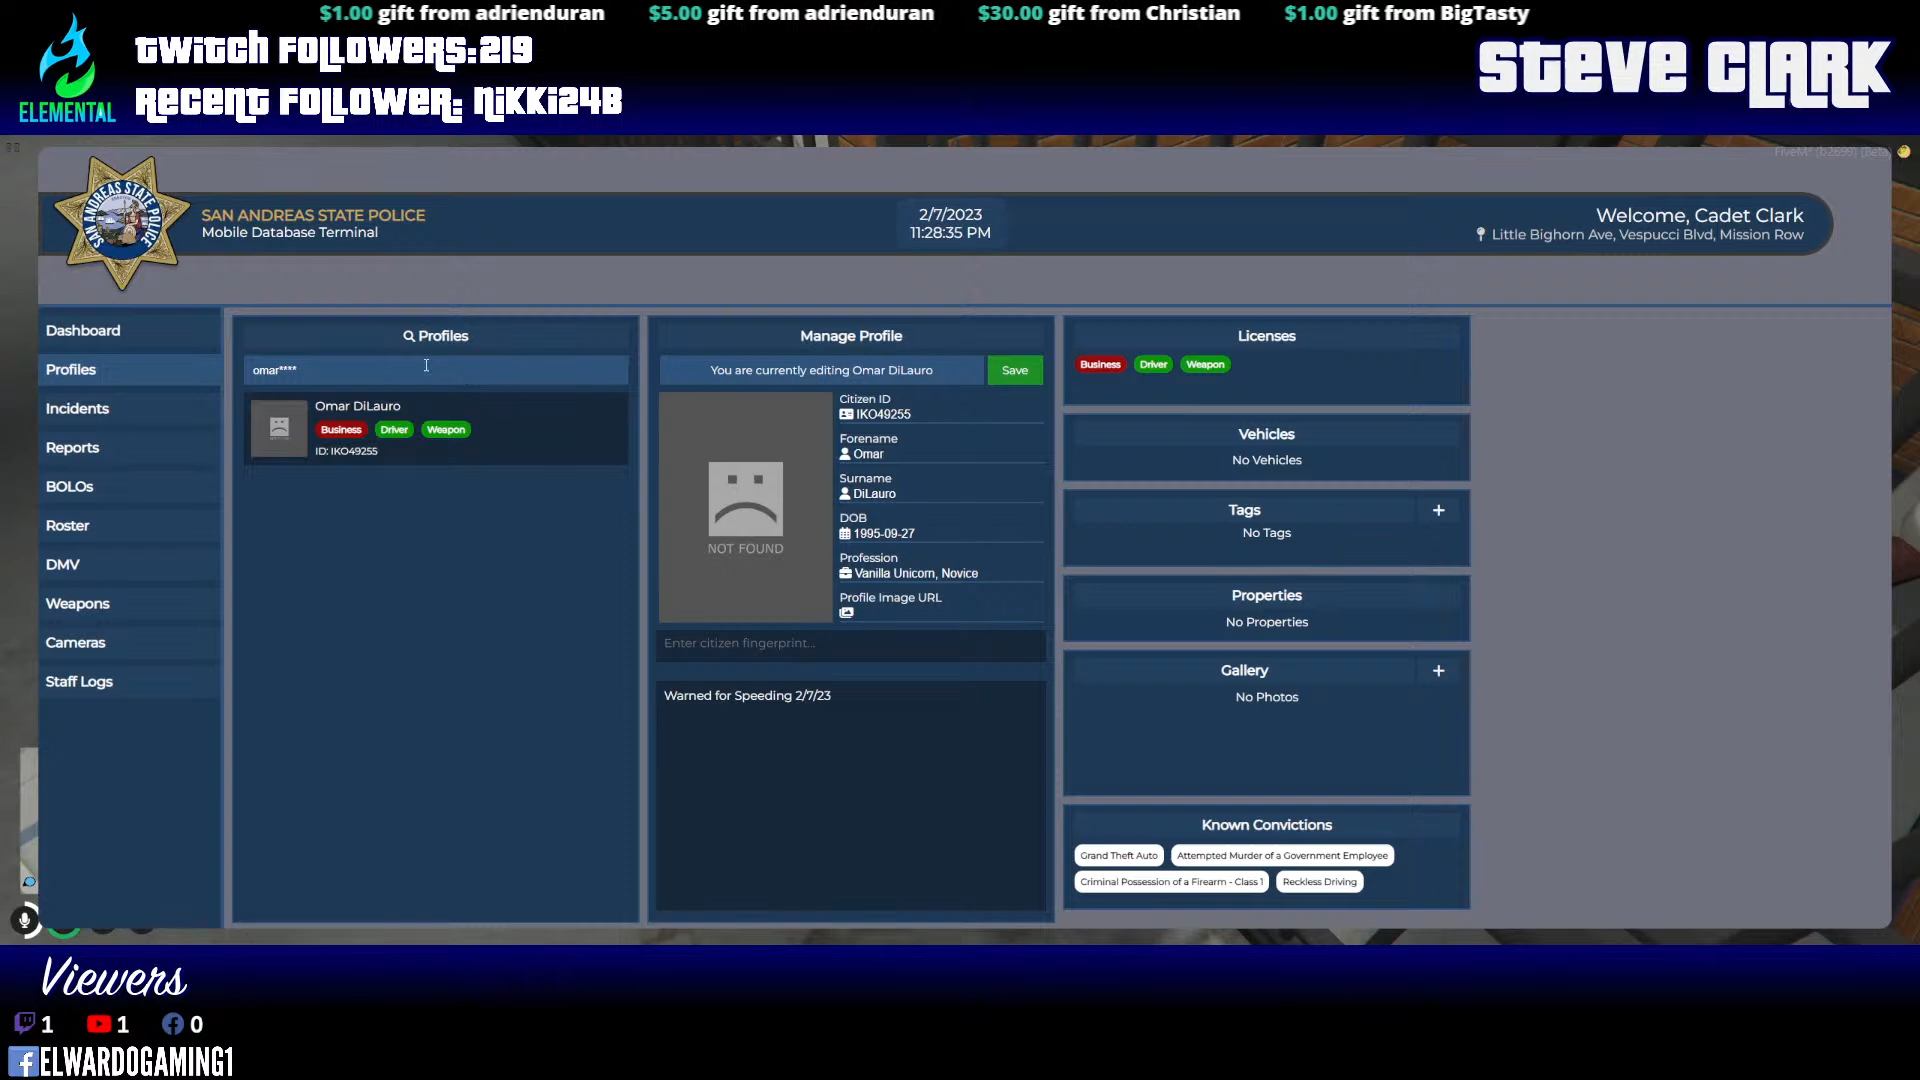 $1.00 gift from adrienduran $5.00 gift from adrienduran $30.00 gift from Christian $1.00 gift from BigTasty
TWITCH FOLLOWERS:219
RECENT FOLLOWER: NIKKI24B
ELEMENTAL
STEVE CLARK
FiveM® (b2699) (Beta)
SAN ANDREAS STATE POLICE
SAN ANDREAS STATE POLICE
Mobile Database Terminal
2/7/2023
11:28:35 PM
Welcome, Cadet Clark
Little Bighorn Ave, Vespucci Blvd, Mission Row
Dashboard
Profiles
Incidents
Reports
BOLOs
Roster
DMV
Weapons
Cameras
Staff Logs
Profiles
omar****
Omar DiLauro
Business Driver Weapon
ID: IKO49255
Manage Profile
You are currently editing Omar DiLauro Save
NOT FOUND
Citizen ID
IKO49255
Forename
Omar
Surname
DiLauro
DOB
1995-09-27
Profession
Vanilla Unicorn, Novice
Profile Image URL
Enter citizen fingerprint...
Warned for Speeding 2/7/23
Licenses
Business Driver Weapon
Vehicles
No Vehicles
Tags +
No Tags
Properties
No Properties
Gallery +
No Photos
Known Convictions
Grand Theft Auto Attempted Murder of a Government Employee
Criminal Possession of a Firearm - Class 1 Reckless Driving
Viewers
1 1 0
ELWARDOGAMING1